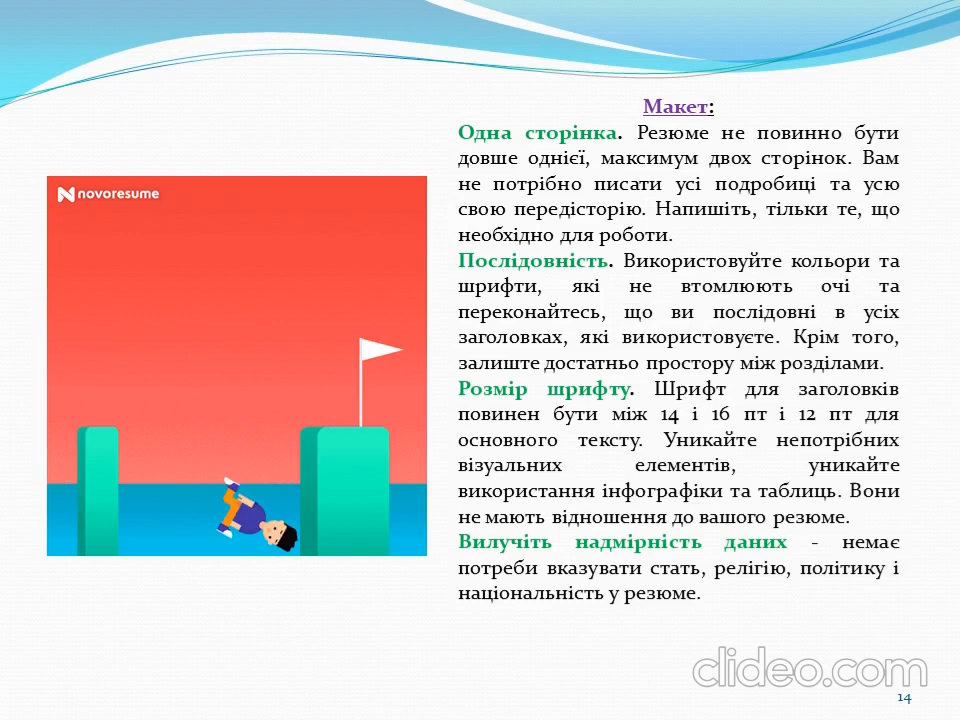 novoresume
Макет:
Одна сторінка. Резюме не повинно бути
довше однієї, максимум двох сторінок. Вам
не потрібно писати усі подробиці та усю
свою передісторію. Напишіть, тільки те, що
необхідно для роботи.
Послідовність. Використовуйте кольори та
шрифти, які не втомлюють очі та
переконайтесь, що ви послідовні в усіх
заголовках, які використовуєте. Крім того,
залиште достатньо простору між розділами.
Розмір шрифту. Шрифт для заголовків
повинен бути між 14 і 16 пт і 12 пт для
основного тексту. Уникайте непотрібних
візуальних елементів, уникайте
використання інфографіки та таблиць. Вони
не мають відношення до вашого резюме.
Вилучіть надмірність даних - немає
потреби вказувати стать, релігію, політику і
національність у резюме.
clideo.com
14